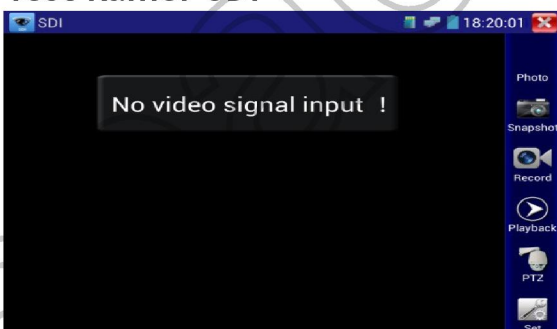 SDI
18:20:01
No video signal input !
Photo
Snapshot
Record
Playback
PTZ
Set